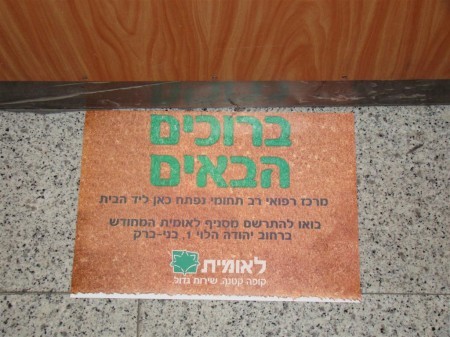 ברוכים
הבאים
מרכז רפואי רב תחומי נפתח כאן ליד הבית
בואו להתרשם מסניף לאומית המחודש
ברחוב יהודה הלוי 1, בני-ברק
לאומית
קופה קטנה. שירות גדול